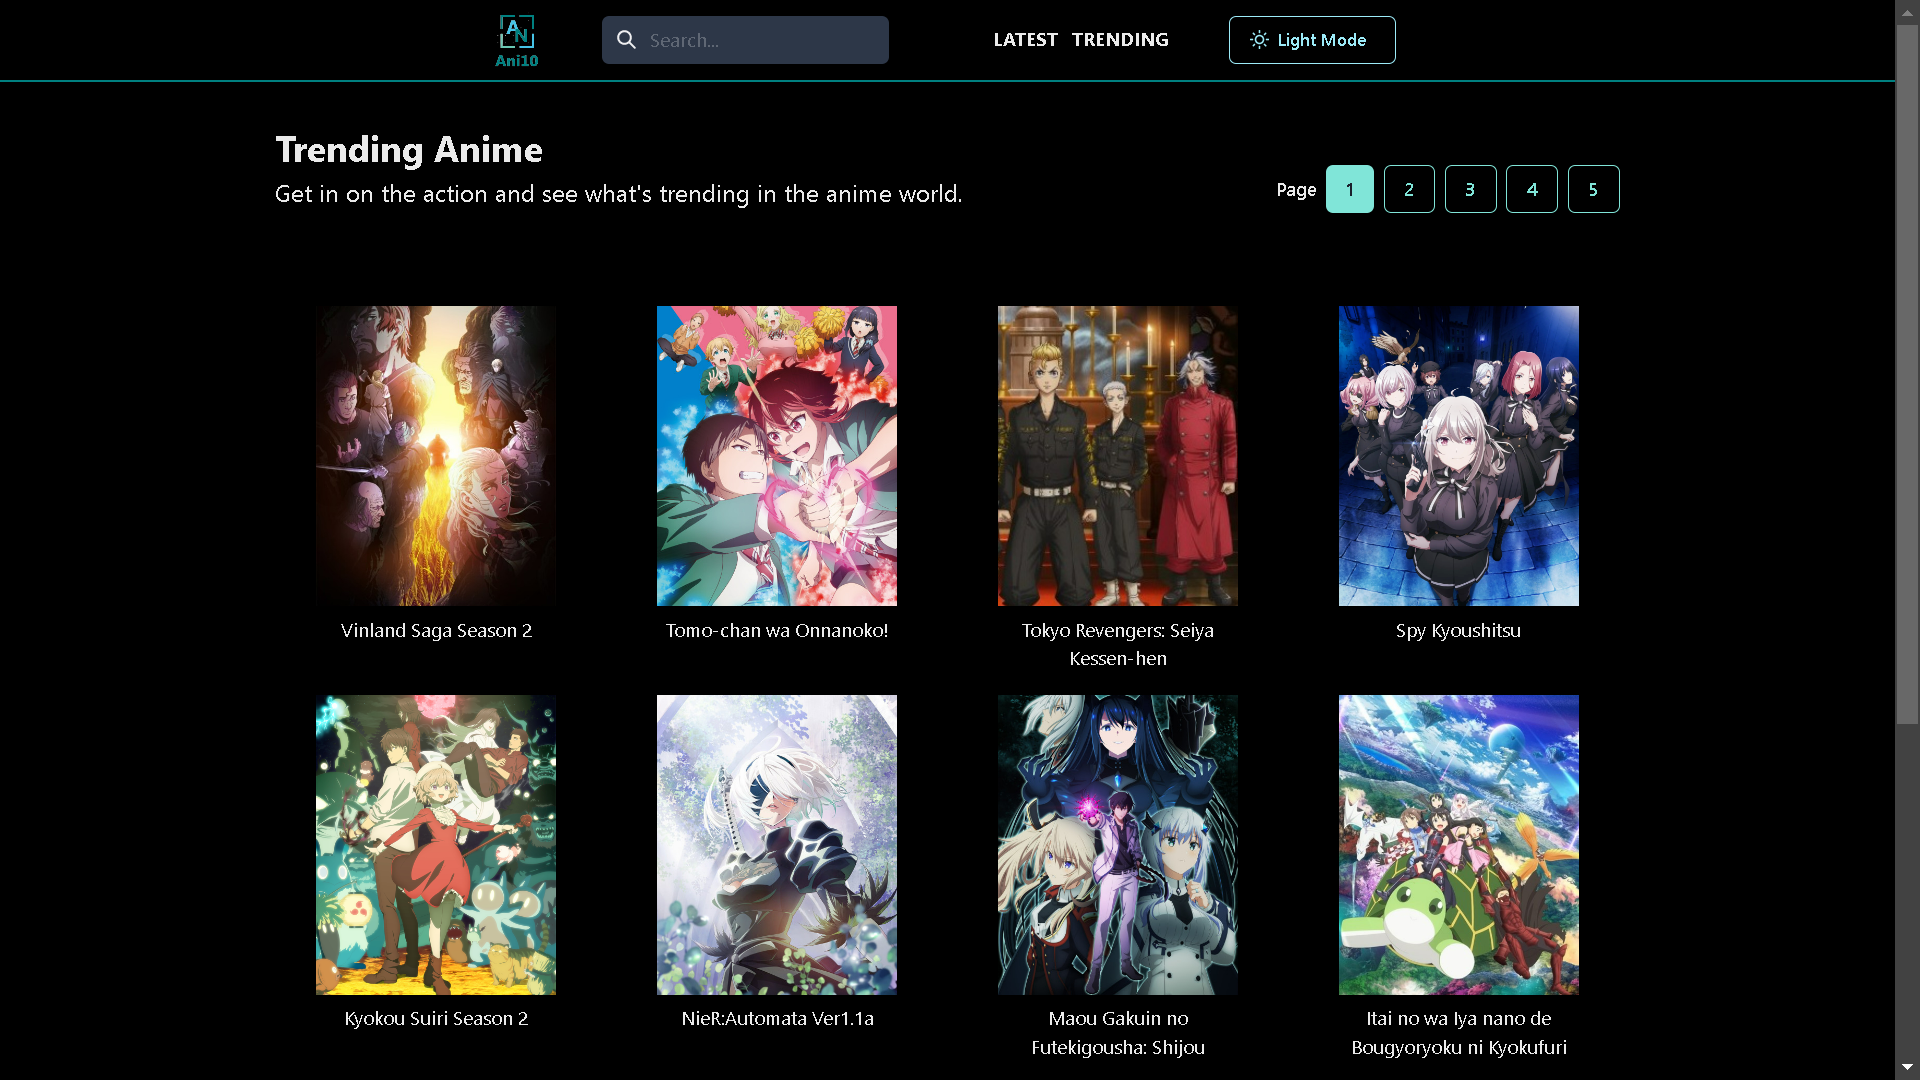 AN
Ani10
Search...
LATEST TRENDING
Light Mode
Trending Anime
Get in on the action and see what's trending in the anime world.
Page 1 2 3 4 5
Vinland Saga Season 2
Tomo-chan wa Onnanoko!
Tokyo Revengers: Seiya
Kessen-hen
Spy Kyoushitsu
Kyokou Suiri Season 2
NieR:Automata Ver1.1a
Maou Gakuin no
Futekigousha: Shijou
Itai no wa Iya nano de
Bougyoryoku ni Kyokufuri